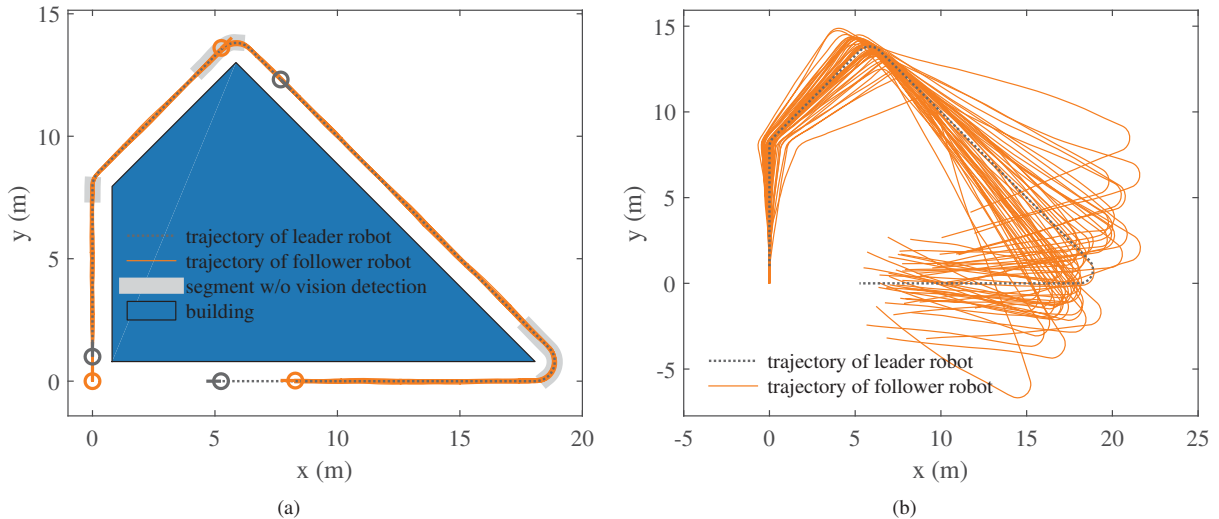 15
10
5
0
y (m)
trajectory of leader robot
trajectory of follower robot
segment w/o vision detection
building
0
5
10
15
20
x (m)
(a)
15
10
5
0
-5
y (m)
trajectory of leader robot
trajectory of follower robot
-5
0
5
10
15
20
25
x (m)
(b)